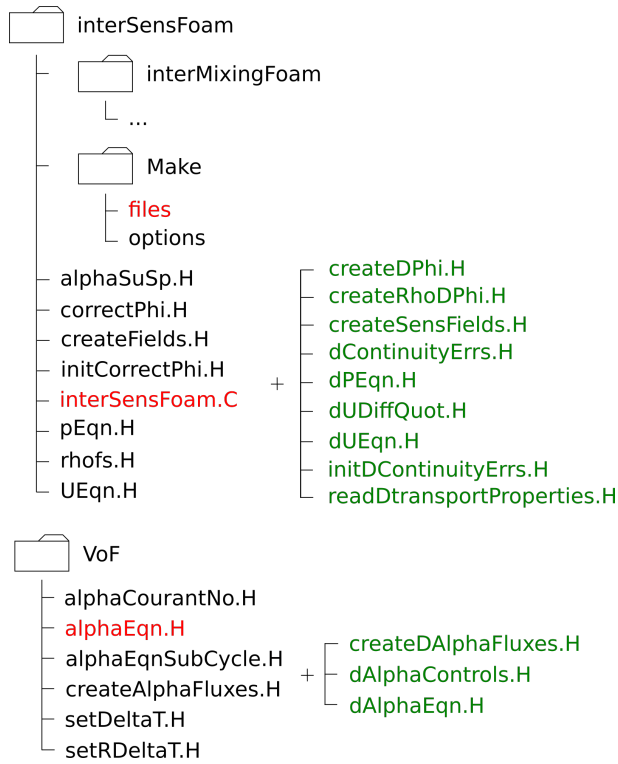 interSensFoam
interMixingFoam
...
Make
files
options
alphaSuSp.H
correctPhi.H
createFields.H
initCorrectPhi.H
interSensFoam.C
pEqn.H
rhofs.H
UEqn.H
+
createDPhi.H
createRhoDPhi.H
createSensFields.H
dContinuityErrs.H
dPEqn.H
dUDiffQuot.H
dUEqn.H
initDContinuityErrs.H
readDtransportProperties.H
VoF
alphaCourantNo.H
alphaEqn.H
alphaEqnSubCycle.H
createAlphaFluxes.H
setDeltaT.H
setRDeltaT.H
+
createDAlphaFluxes.H
dAlphaControls.H
dAlphaEqn.H